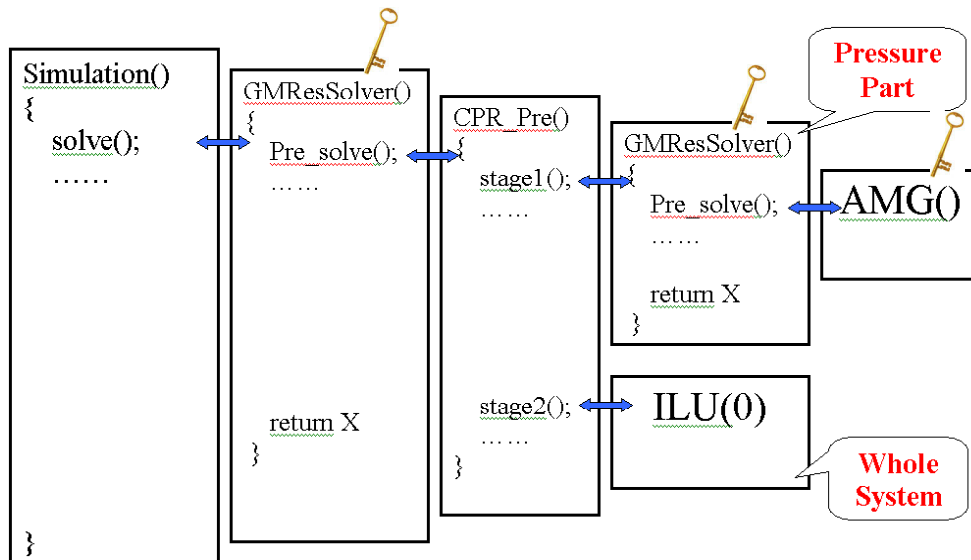 Simulation()
{
solve();
……
}
GMResSolver()
{
Pre_solve();
……
return X
}
CPR_Pre()
{
stage1();
……
stage2();
……
}
GMResSolver()
{
Pre_solve();
……
return X
}
Pressure
Part
AMG()
ILU(0)
Whole
System